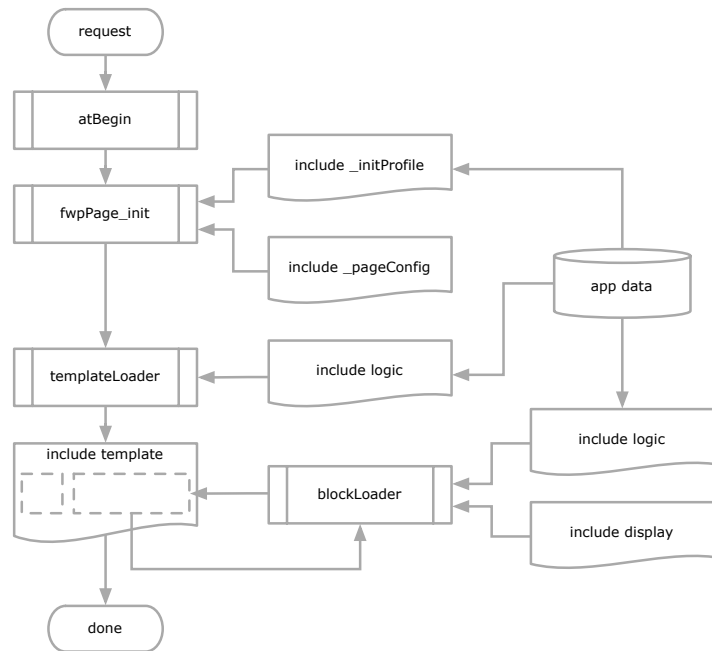 request
atBegin
include _initProfile
fwpPage_init
include _pageConfig
app data
templateLoader
include logic
include template
include logic
blockLoader
include display
done